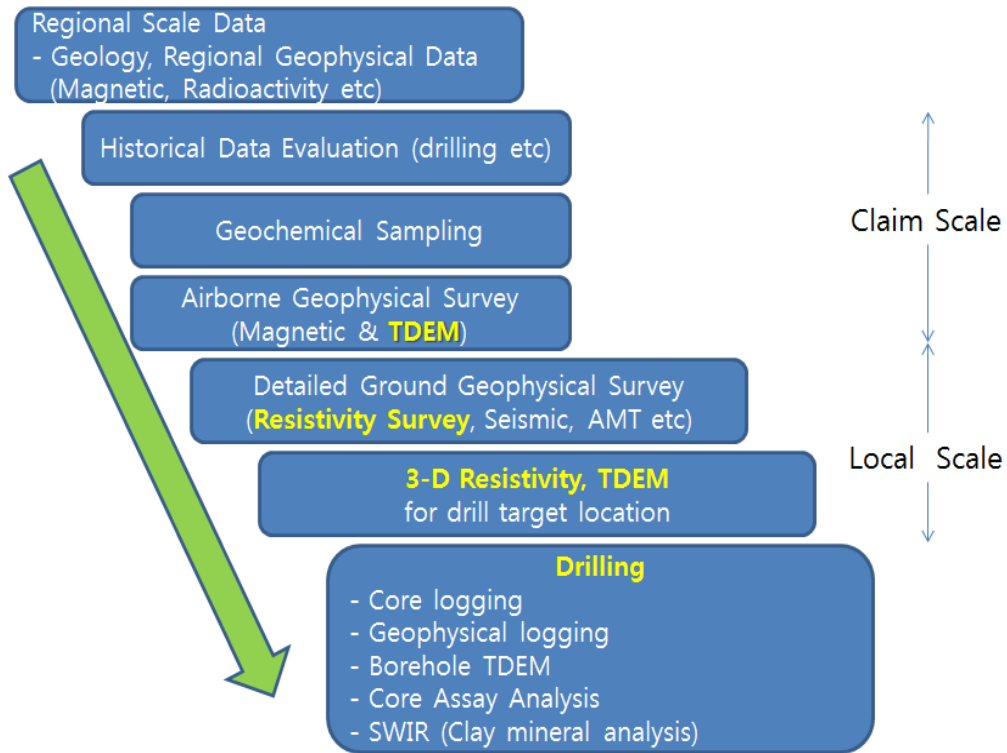 Regional Scale Data
- Geology, Regional Geophysical Data
(Magnetic, Radioactivity etc)
Historical Data Evaluation (drilling etc)
Geochemical Sampling
Claim Scale
Airborne Geophysical Survey
(Magnetic & TDEM)
Detailed Ground Geophysical Survey
(Resistivity Survey, Seismic, AMT etc)
Local Scale
3-D Resistivity, TDEM
for drill target location
Drilling
- Core logging
- Geophysical logging
- Borehole TDEM
- Core Assay Analysis
- SWIR (Clay mineral analysis)